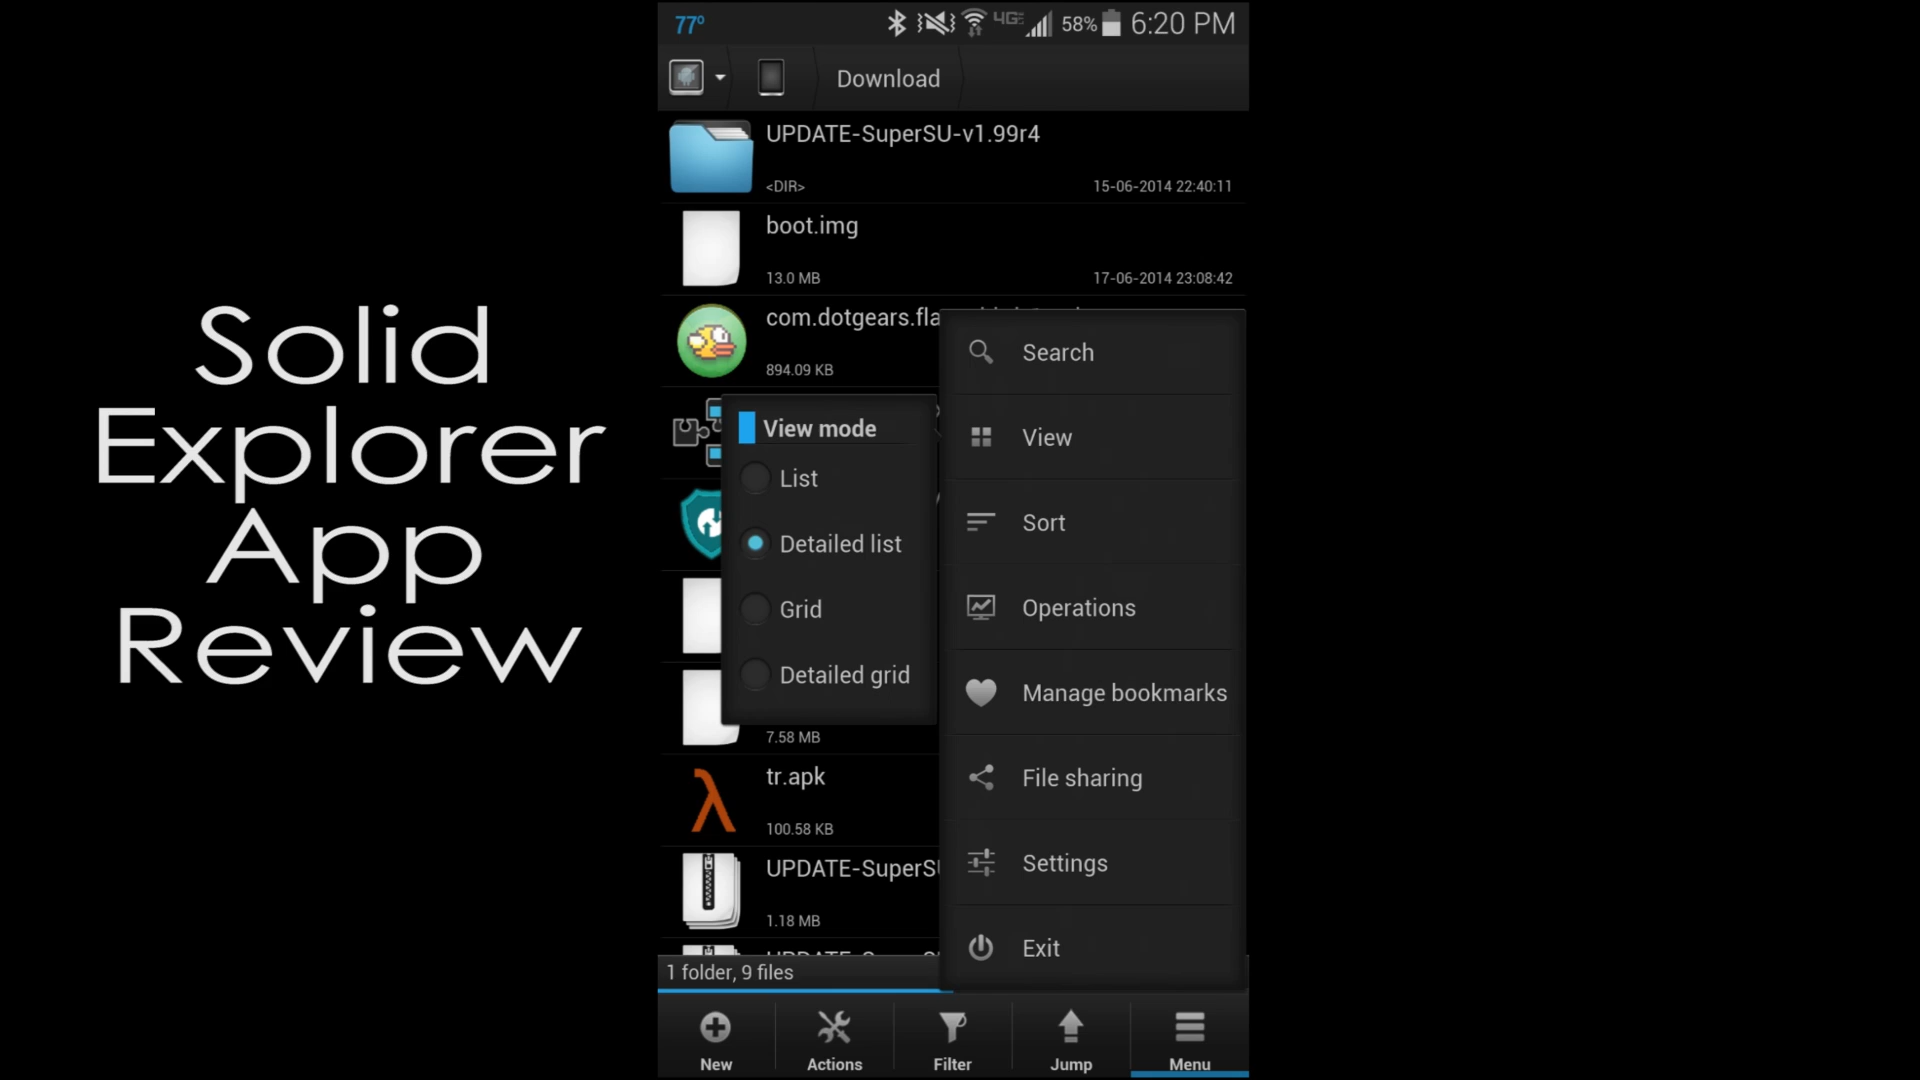 Solid
Explorer
App
Review
77°
4G
58%
6:20 PM
Download
UPDATE-SuperSU-v1.99r4
<DIR>
15-06-2014 22:40:11
boot.img
13.0 MB
17-06-2014 23:08:42
com.dotgears.fla
894.09 KB
View mode
List
Detailed list
Grid
Detailed grid
Search
View
Sort
Operations
Manage bookmarks
File sharing
Settings
Exit
7.58 MB
tr.apk
100.58 KB
UPDATE-SuperSU
1.18 MB
1 folder, 9 files
New
Actions
Filter
Jump
Menu